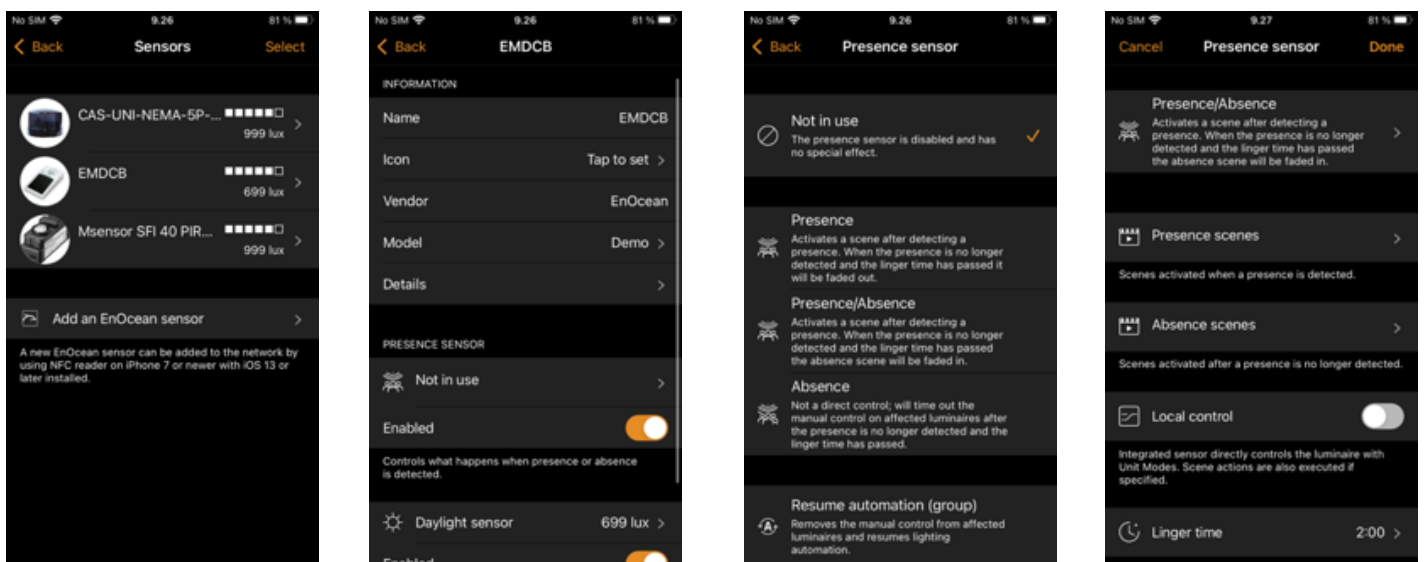 No SIM 9.26 81 %
Back Sensors Select
CAS-UNI-NEMA-5P-...
999 lux
EMDCB
699 lux
Msensor SFI 40 PIR...
999 lux
Add an EnOcean sensor
A new EnOcean sensor can be added to the network by
using NFC reader on iPhone 7 or newer with iOS 13 or
later installed.
No SIM 9.26 81 %
Back EMDCB
INFORMATION
Name EMDCB
Icon Tap to set
Vendor EnOcean
Model Demo
Details
PRESENCE SENSOR
Not in use
Enabled
Controls what happens when presence or absence
is detected.
Daylight sensor 699 lux
Enabled
No SIM 9.26 81 %
Back Presence sensor
Not in use
The presence sensor is disabled and has
no special effect.
Presence
Activates a scene after detecting a
presence. When the presence is no longer
detected and the linger time has passed it
will be faded out.
Presence/Absence
Activates a scene after detecting a
presence. When the presence is no longer
detected and the linger time has passed
the absence scene will be faded in.
Absence
Not a direct control; will time out the
manual control on affected luminaires after
the presence is no longer detected and the
linger time has passed.
Resume automation (group)
Removes the manual control from affected
luminaires and resumes lighting
automation.
No SIM 9.27 81 %
Cancel Presence sensor Done
Presence/Absence
Activates a scene after detecting a
presence. When the presence is no longer
detected and the linger time has passed
the absence scene will be faded in.
Presence scenes
Scenes activated when a presence is detected.
Absence scenes
Scenes activated after a presence is no longer detected.
Local control
Integrated sensor directly controls the luminaire with
Unit Modes. Scene actions are also executed if
specified.
Linger time 2:00